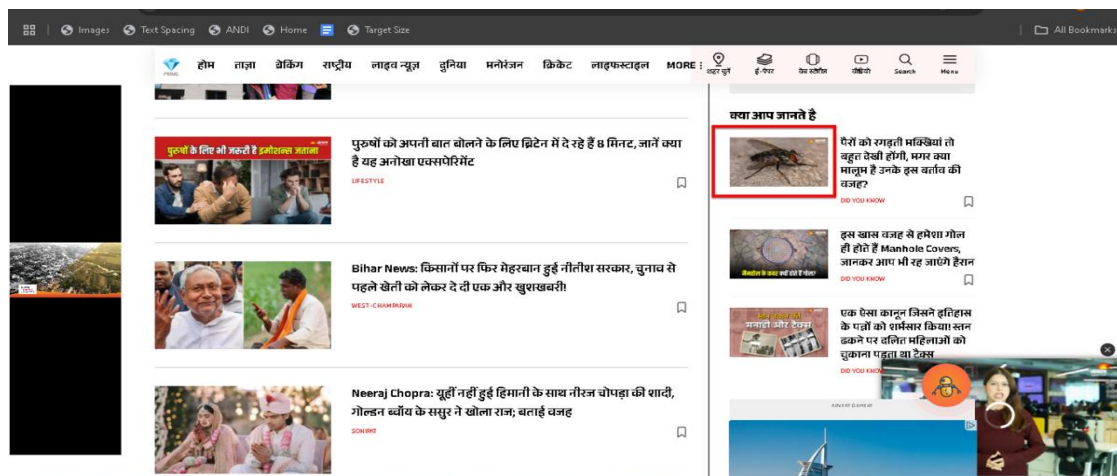 Images
Text Spacing
ANDI
Home
Target Size
All Bookmarks
होम
ताज़ा
ब्रेकिंग
राष्ट्रीय
लाइव न्यूज़
दुनिया
मनोरंजन
क्रिकेट
लाइफस्टाइल
MORE
शहर चुनें
ई-पेपर
वेब स्टोरीज
वीडियो
Search
Menu
पुरुषों के लिए भी जरूरी है इमोशन्स जताना
पुरुषों को अपनी बात बोलने के लिए ब्रिटेन में दे रहे हैं 8 मिनट, जानें क्या
है यह अनोखा एक्सपेरिमेंट
LIFESTYLE
Bihar News: किसानों पर फिर मेहरबान हुई नीतीश सरकार, चुनाव से
पहले खेती को लेकर दे दी एक और खुशखबरी!
WEST-CHAMPARAN
Neeraj Chopra: यूहीं नहीं हुई हिमानी के साथ नीरज चोपड़ा की शादी,
गोल्डन ब्वॉय के ससुर ने खोला राज; बताई वजह
SONIPAT
क्या आप जानते है
पैरों को रगड़ती मक्खियां तो
बहुत देखी होंगी, मगर क्या
मालूम है उनके इस बर्ताव की
वजह?
DID YOU KNOW
इस खास वजह से हमेशा गोल
ही होते हैं Manhole Covers,
जानकर आप भी रह जाएंगे हैरान
DID YOU KNOW
एक ऐसा कानून जिसने इतिहास
के पन्नों को शर्मसार किया! स्तन
ढकने पर दलित महिलाओं को
चुकाना पड़ता था टैक्स
DID YOU KNOW
ADVERTISEMENT